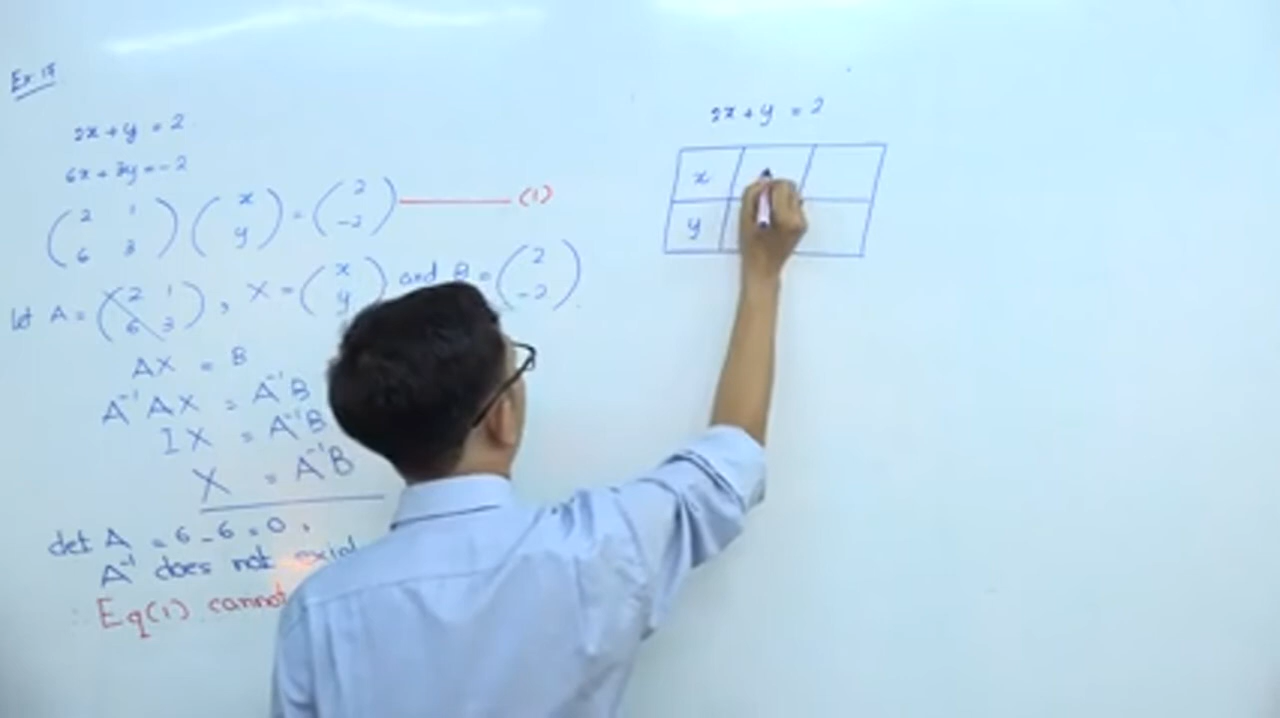 2x + y = 2
6x + 3y = -2
(2 1 6 3) (x y) = (2 -2) (1)
let A = (2 1 6 3), X = (x y) and B = (2 -2)
AX = B
A⁻¹AX = A⁻¹B
IX = A⁻¹B
X = A⁻¹B
det A = 6 - 6 = 0,
A⁻¹ does not
∴ Eq(1) cannot
2x + y = 2
x
y